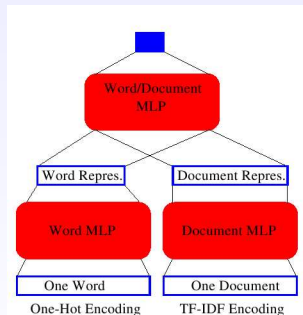 Word/Document
MLP
Word Repres.
Document Repres.
Word MLP
Document MLP
One Word
One Document
One-Hot Encoding
TF-IDF Encoding